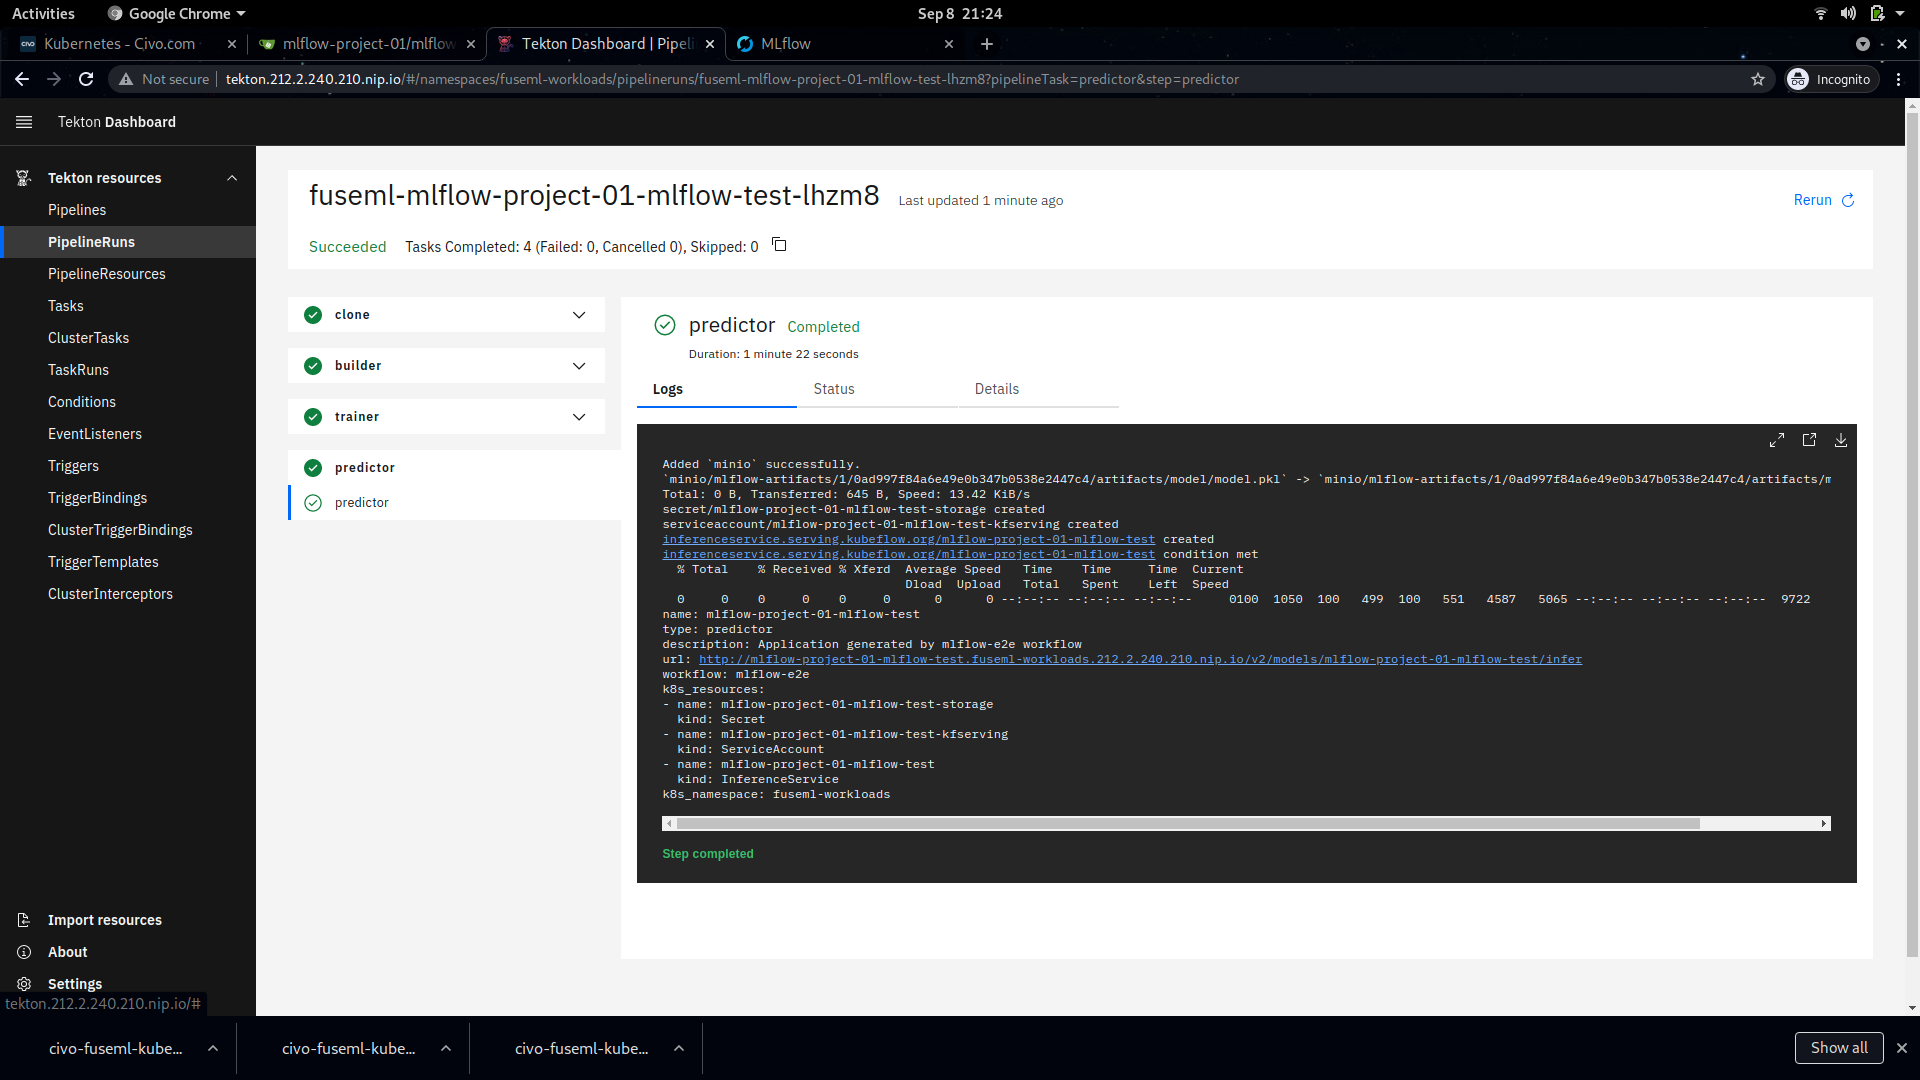 Activities
Google Chrome
Sep 8 21:24
Kubernetes - Civo.com
mlflow-project-01/mlflow
Tekton Dashboard | Pipeli
MLflow
Not secure
tekton.212.2.240.210.nip.io/#/namespaces/fuseml-workloads/pipelineruns/fuseml-mlflow-project-01-mlflow-test-lhzm8?pipelineTask=predictor&step=predictor
Incognito
Tekton Dashboard
Tekton resources
Pipelines
PipelineRuns
PipelineResources
Tasks
ClusterTasks
TaskRuns
Conditions
EventListeners
Triggers
TriggerBindings
ClusterTriggerBindings
TriggerTemplates
ClusterInterceptors
Import resources
About
Settings
tekton.212.2.240.210.nip.io/#
fuseml-mlflow-project-01-mlflow-test-lhzm8
Last updated 1 minute ago
Rerun
Succeeded
Tasks Completed: 4 (Failed: 0, Cancelled 0), Skipped: 0
clone
builder
trainer
predictor
predictor
predictor
Completed
Duration: 1 minute 22 seconds
Logs
Status
Details
Added `minio` successfully.
`minio/mlflow-artifacts/1/0ad997f84a6e49e0b347b0538e2447c4/artifacts/model/model.pkl` -> `minio/mlflow-artifacts/1/0ad997f84a6e49e0b347b0538e2447c4/artifacts/m
Total: 0 B, Transferred: 645 B, Speed: 13.42 KiB/s
secret/mlflow-project-01-mlflow-test-storage created
serviceaccount/mlflow-project-01-mlflow-test-kfserving created
inferenceservice.serving.kubeflow.org/mlflow-project-01-mlflow-test created
inferenceservice.serving.kubeflow.org/mlflow-project-01-mlflow-test condition met
% Total % Received % Xferd Average Speed Time Time Time Current
Dload Upload Total Spent Left Speed
0 0 0 0 0 0 0 0 --:--:-- --:--:-- --:--:-- 0100 1050 100 499 100 551 4587 5065 --:--:-- --:--:-- --:--:-- 9722
name: mlflow-project-01-mlflow-test
type: predictor
description: Application generated by mlflow-e2e workflow
url: http://mlflow-project-01-mlflow-test.fuseml-workloads.212.2.240.210.nip.io/v2/models/mlflow-project-01-mlflow-test/infer
workflow: mlflow-e2e
k8s_resources:
- name: mlflow-project-01-mlflow-test-storage
kind: Secret
- name: mlflow-project-01-mlflow-test-kfserving
kind: ServiceAccount
- name: mlflow-project-01-mlflow-test
kind: InferenceService
k8s_namespace: fuseml-workloads
Step completed
civo-fuseml-kube...
civo-fuseml-kube...
civo-fuseml-kube...
Show all